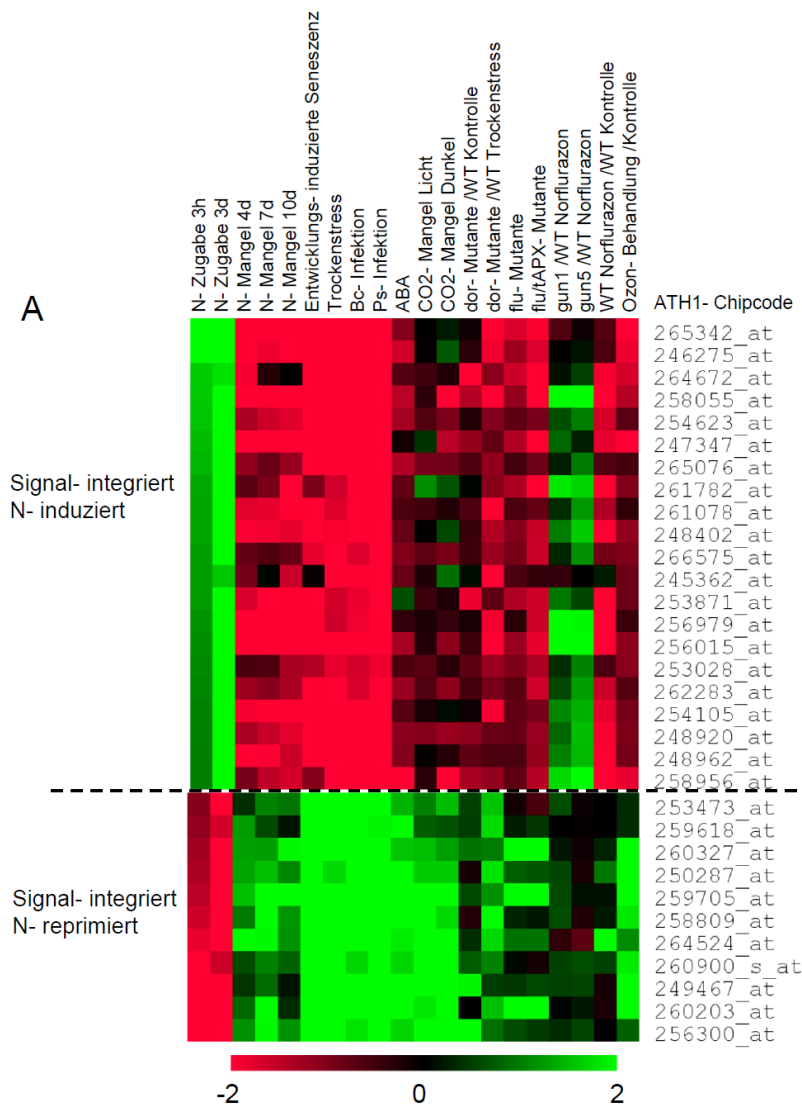 N- Zugabe 3h
N- Zugabe 3d
N- Mangel 4d
N- Mangel 7d
N- Mangel 10d
Entwicklungs- induzierte Seneszenz
Trockenstress
Bc- Infektion
Ps- Infektion
ABA
CO2- Mangel Licht
CO2- Mangel Dunkel
dor- Mutante /WT Kontrolle
dor- Mutante /WT Trockenstress
flu- Mutante
flu/tAPX- Mutante
gun1 /WT Norflurazon
gun5 /WT Norflurazon
WT Norflurazon /WT Kontrolle
Ozon- Behandlung /Kontrolle
A
ATH1- Chipcode
265342_at
246275_at
264672_at
258055_at
254623_at
247347_at
265076_at
261782_at
261078_at
248402_at
266575_at
245362_at
253871_at
256979_at
256015_at
253028_at
262283_at
254105_at
248920_at
248962_at
258956_at
Signal- integriert
N- induziert
253473_at
259618_at
260327_at
250287_at
259705_at
258809_at
264524_at
260900_s_at
249467_at
260203_at
256300_at
Signal- integriert
N- reprimiert
-2 0 2